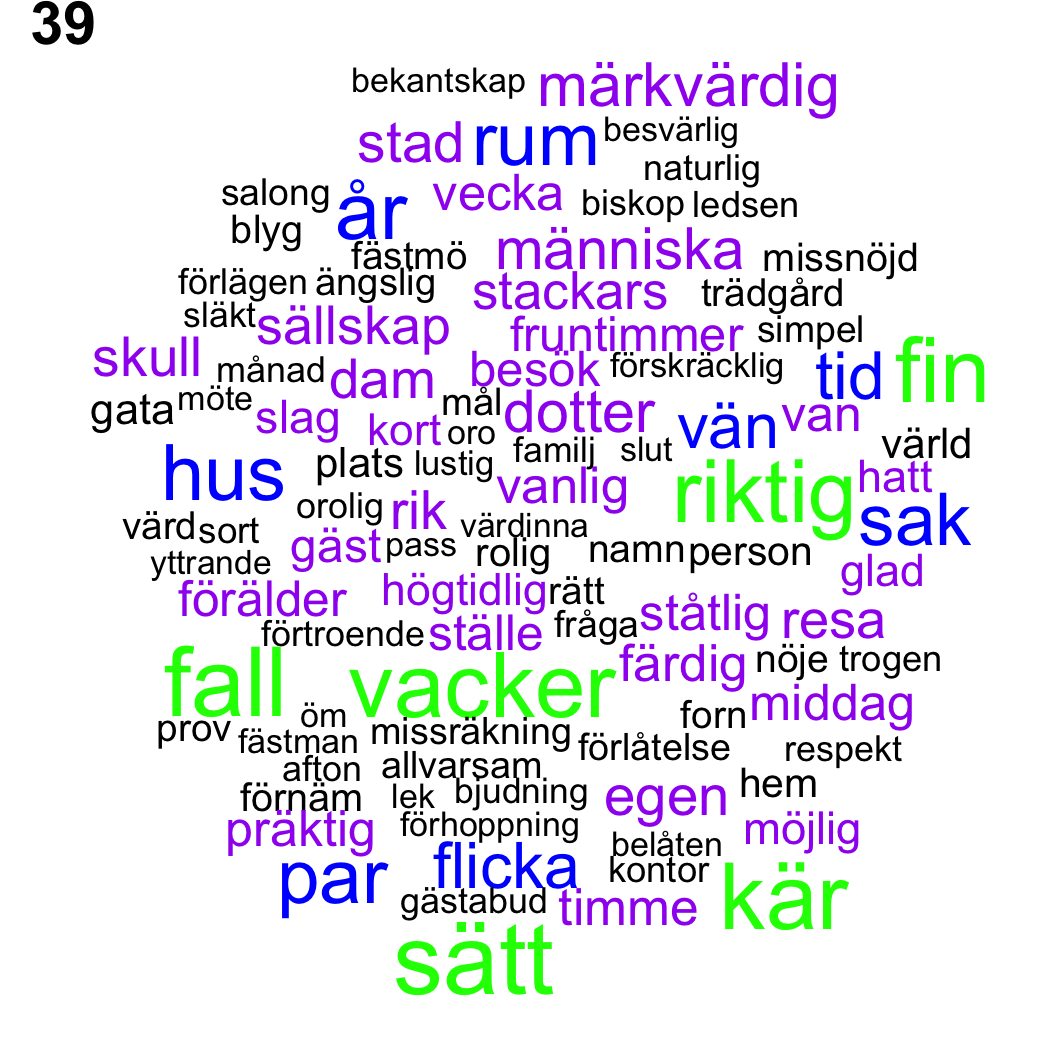 39
bekantskap märkvärdig
stad rum besvärlig
naturlig
salong år vecka biskop ledsen
blyg
fästmö människa missnöjd
förlägen ängslig stackars trädgård
släkt sällskap fruntimmer simpel
skull månad dam besök förskräcklig tid fin
gata möte slag kort mål dotter vän van
oro familj slut värld
hus plats lustig vanlig riktig hatt
orolig rik sak
värd sort värdinna
yttrande gäst pass rolig namn person glad
förälder högtidlig rätt
förtroende ställe fråga ståtlig resa
fall vacker färdig nöje trogen
prov öm missräkning forn middag
fästman förlåtelse respekt
afton allvarsam
förnäm lek bjudning egen hem
präktig förhoppning möjlig
belåten
par flicka kontor kär
gästabud timme
sätt